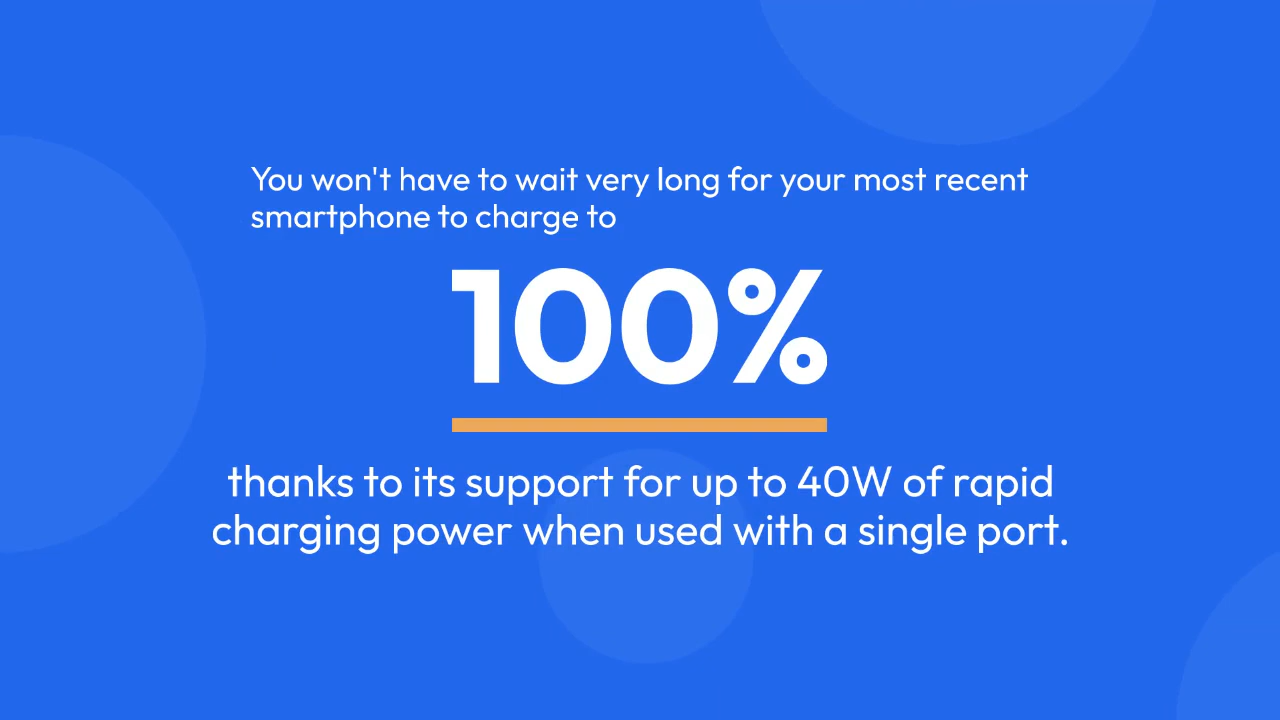 You won't have to wait very long for your most recent
smartphone to charge to
100%
thanks to its support for up to 40W of rapid
charging power when used with a single port.